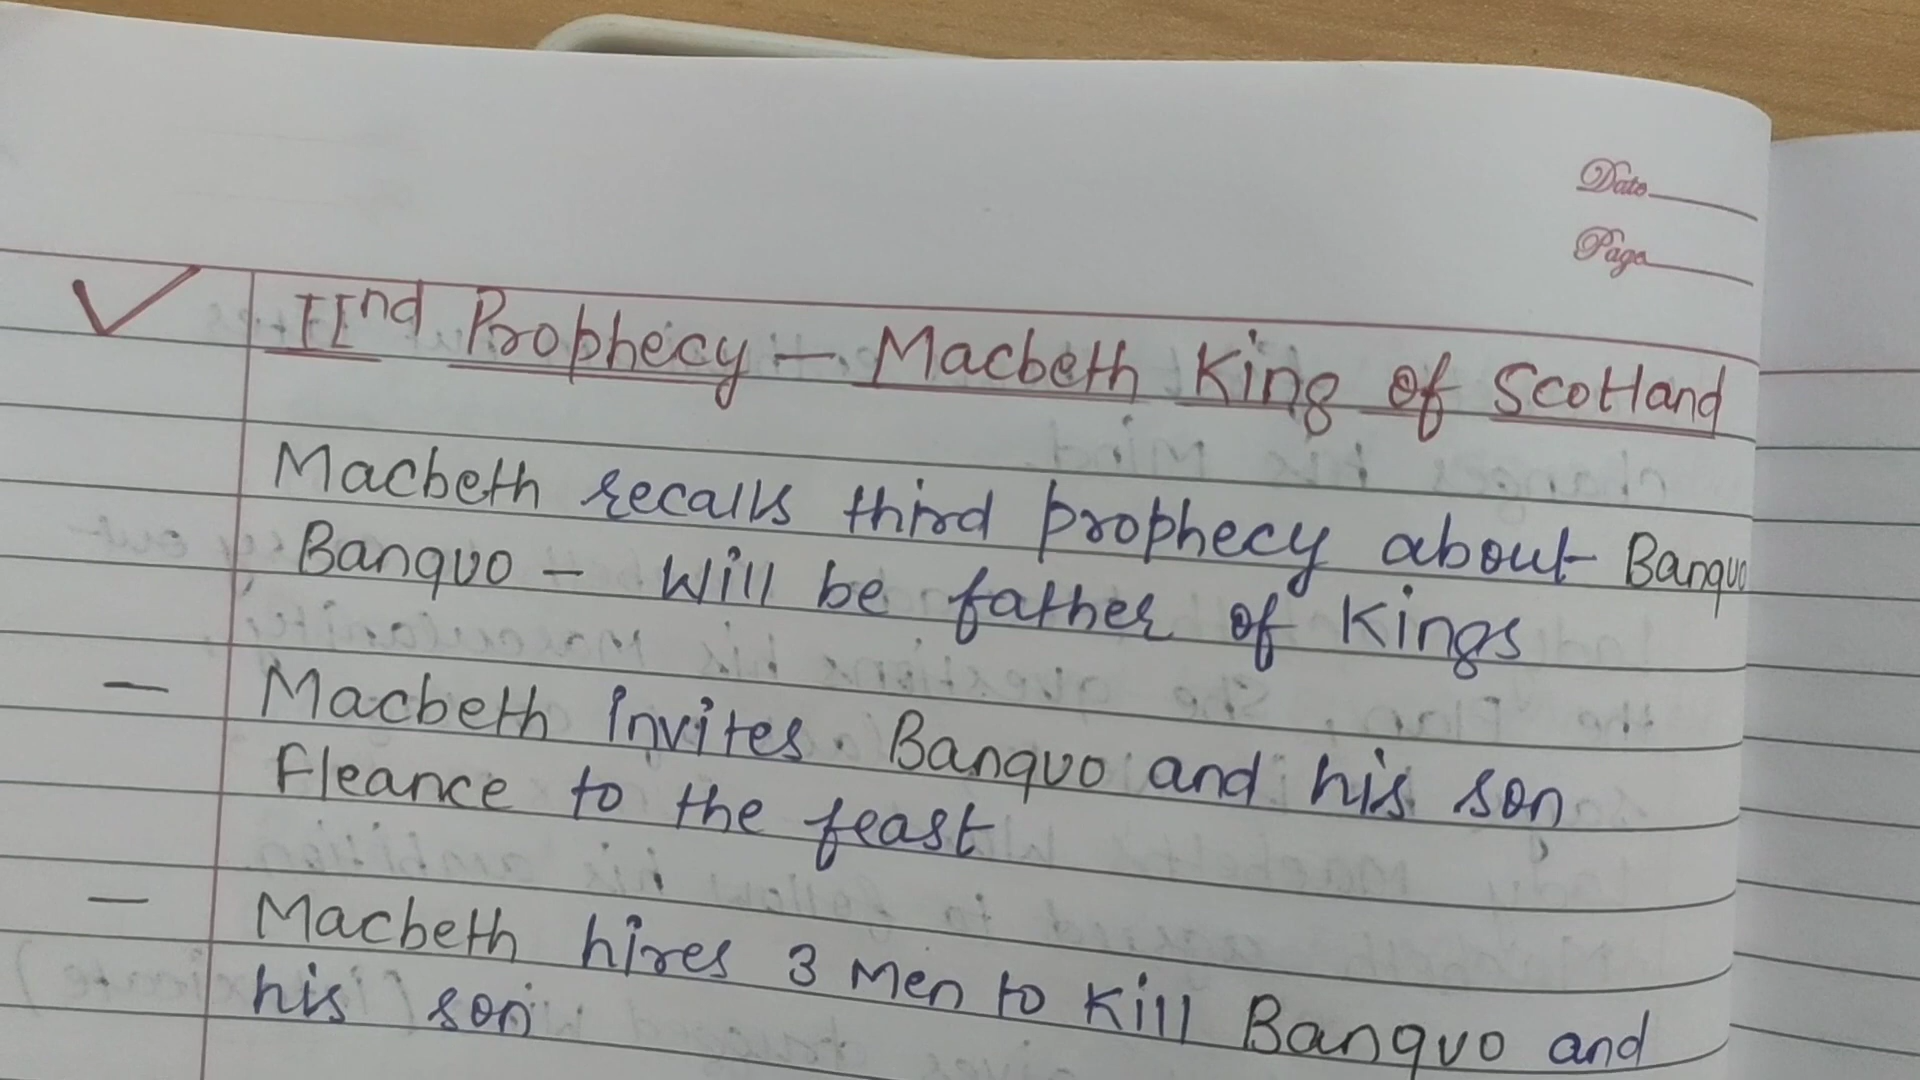 Date
Page
IInd Prophecy – Macbeth King of Scotland
Macbeth recalls third prophecy about Banquo
Banquo – Will be father of Kings
– Macbeth invites Banquo and his son
Fleance to the feast
– Macbeth hires 3 Men to Kill Banquo and
his son